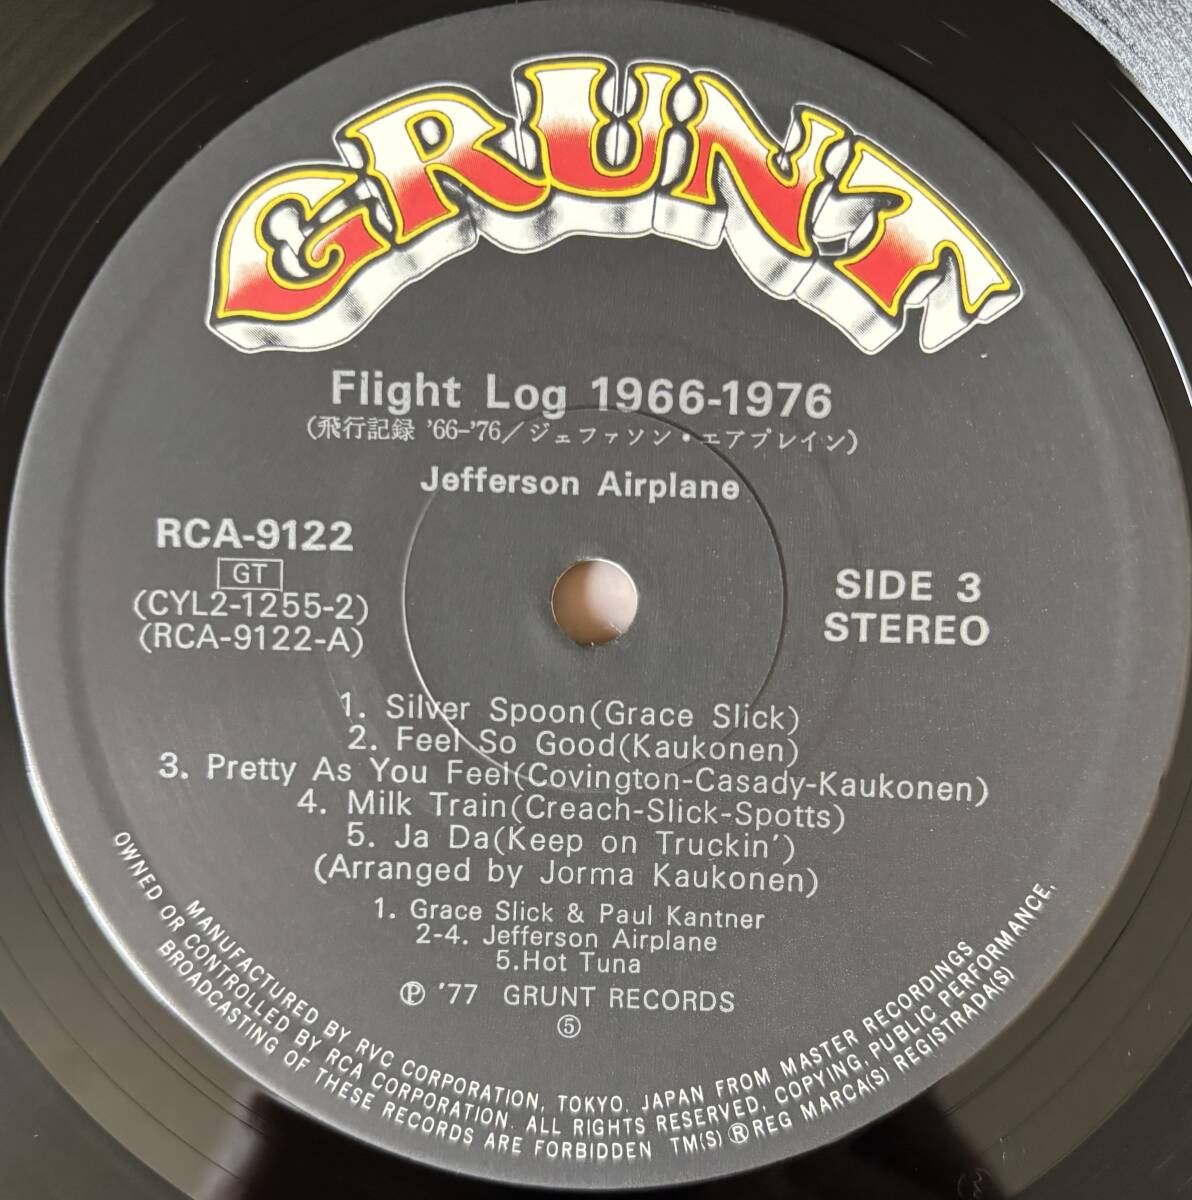 GRUNT
Flight Log 1966-1976
(飛行記録 '66-'76/ジェファソン・エアプレイン)
Jefferson Airplane
RCA-9122
GT
(CYL2-1255-2)
(RCA-9122-A)
SIDE 3
STEREO
1. Silver Spoon(Grace Slick)
2. Feel So Good(Kaukonen)
3. Pretty As You Feel(Covington-Casady-Kaukonen)
4. Milk Train(Creach-Slick-Spotts)
5. Ja Da(Keep on Truckin')
(Arranged by Jorma Kaukonen)
1. Grace Slick & Paul Kantner
2-4. Jefferson Airplane
5.Hot Tuna
Ⓟ '77 GRUNT RECORDS
⑤
MANUFACTURED BY RVC CORPORATION, TOKYO. JAPAN FROM MASTER RECORDINGS
OWNED OR CONTROLLED BY RCA CORPORATION. ALL RIGHTS RESERVED, COPYING, PUBLIC PERFORMANCE,
BROADCASTING OF THESE RECORDS ARE FORBIDDEN TM(S) ® REG MARCA(S) REGISTRADA(S)